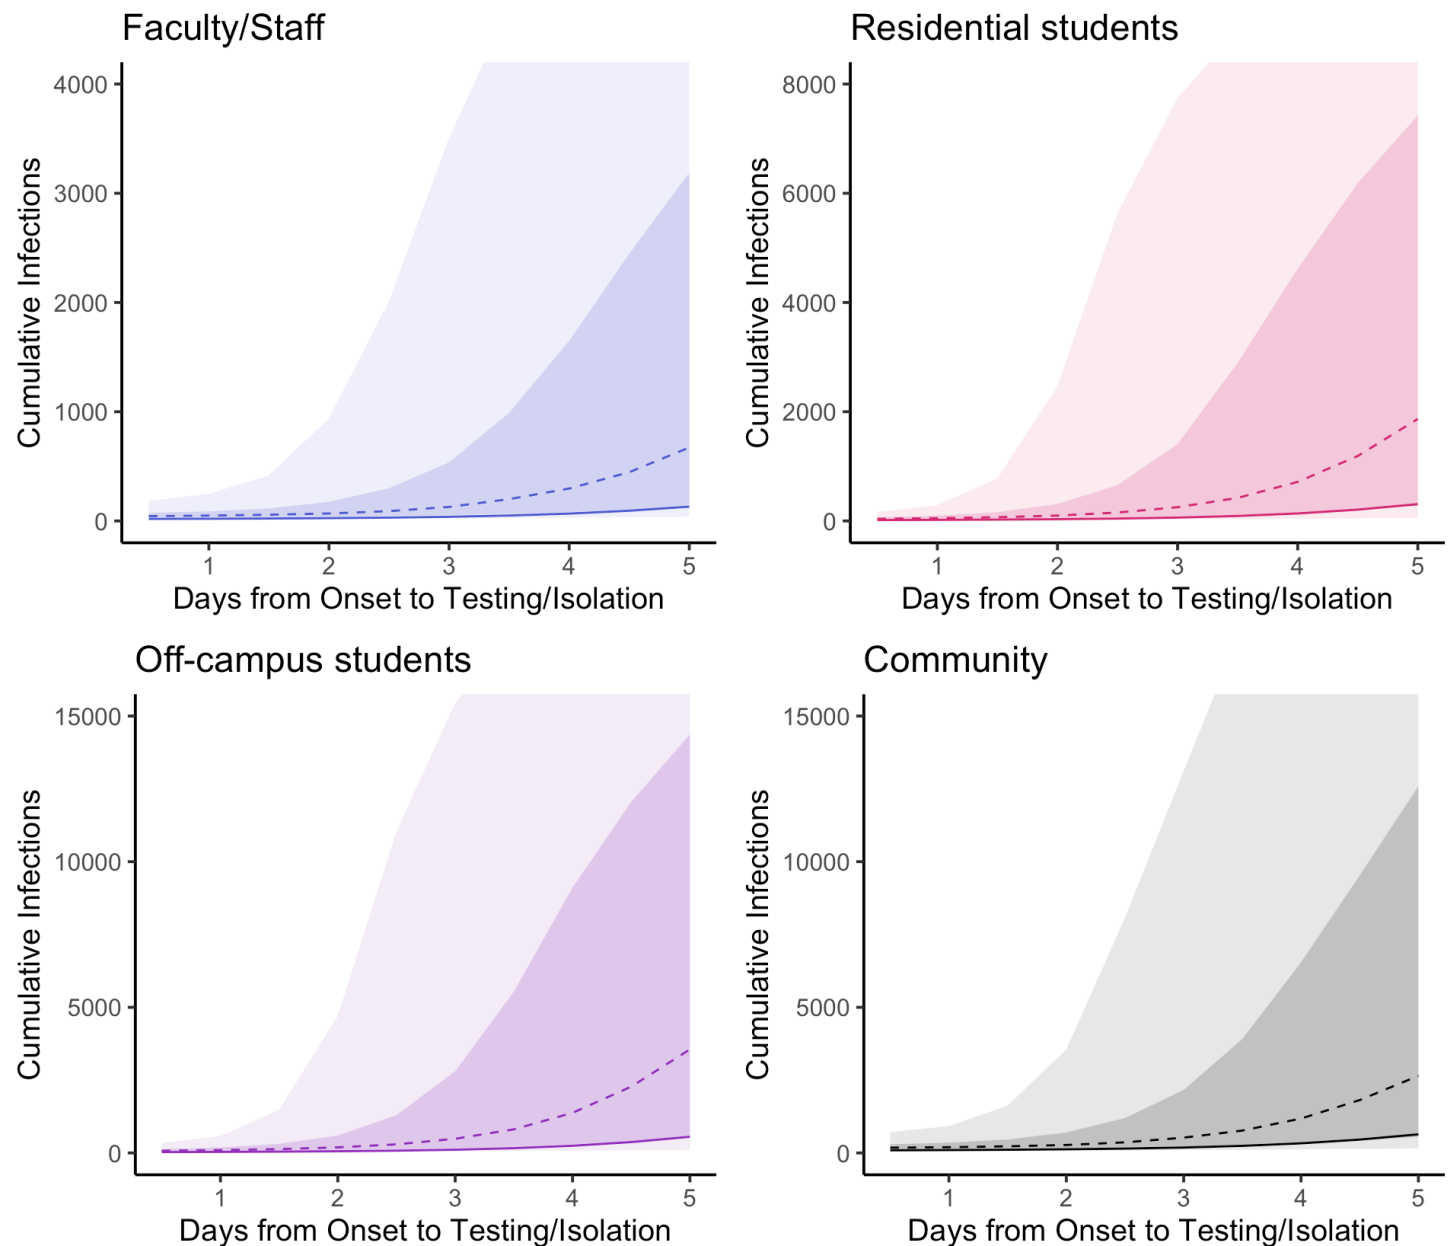 Faculty/Staff
4000
3000
2000
1000
0
Cumulative Infections
1 2 3 4 5
Days from Onset to Testing/Isolation
Residential students
8000
6000
4000
2000
0
Cumulative Infections
1 2 3 4 5
Days from Onset to Testing/Isolation
Off-campus students
15000
10000
5000
0
Cumulative Infections
1 2 3 4 5
Days from Onset to Testing/Isolation
Community
15000
10000
5000
0
Cumulative Infections
1 2 3 4 5
Days from Onset to Testing/Isolation